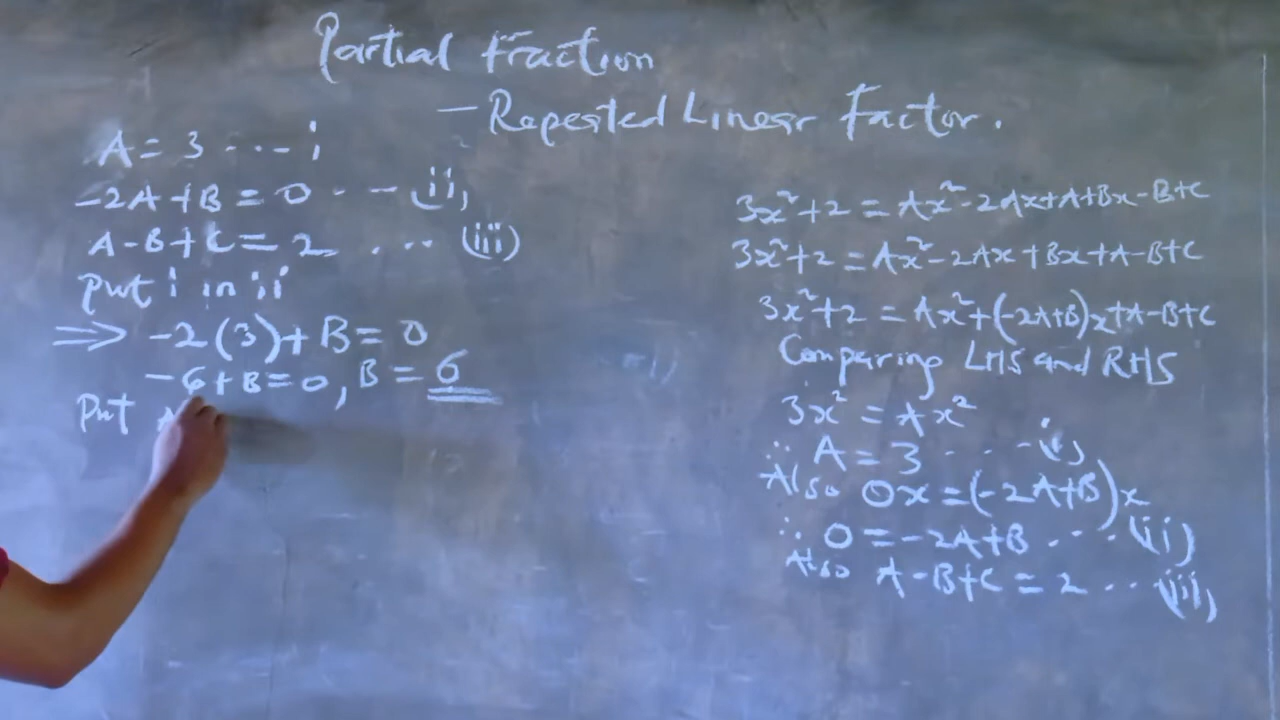 Partial Fraction
- Repested Linear Factor.
A = 3 ... i
-2A+B = 0 ... ii,
A-B+C = 2 ... (iii)
Put i in ii
⇒ -2(3)+B = 0
-6+B=0, B = 6
Put
3x²+2 = Ax²-2Ax+A+Bx-B+C
3x²+2 = Ax²-2Ax+Bx+A-B+C
3x²+2 = Ax²+(-2A+B)x+A-B+C
Comparing LHS and RHS
3x² = Ax²
∴ A = 3 ... i,
Also 0x = (-2A+B)x
∴ 0 = -2A+B ... (ii)
Also A-B+C = 2 ... (iii,